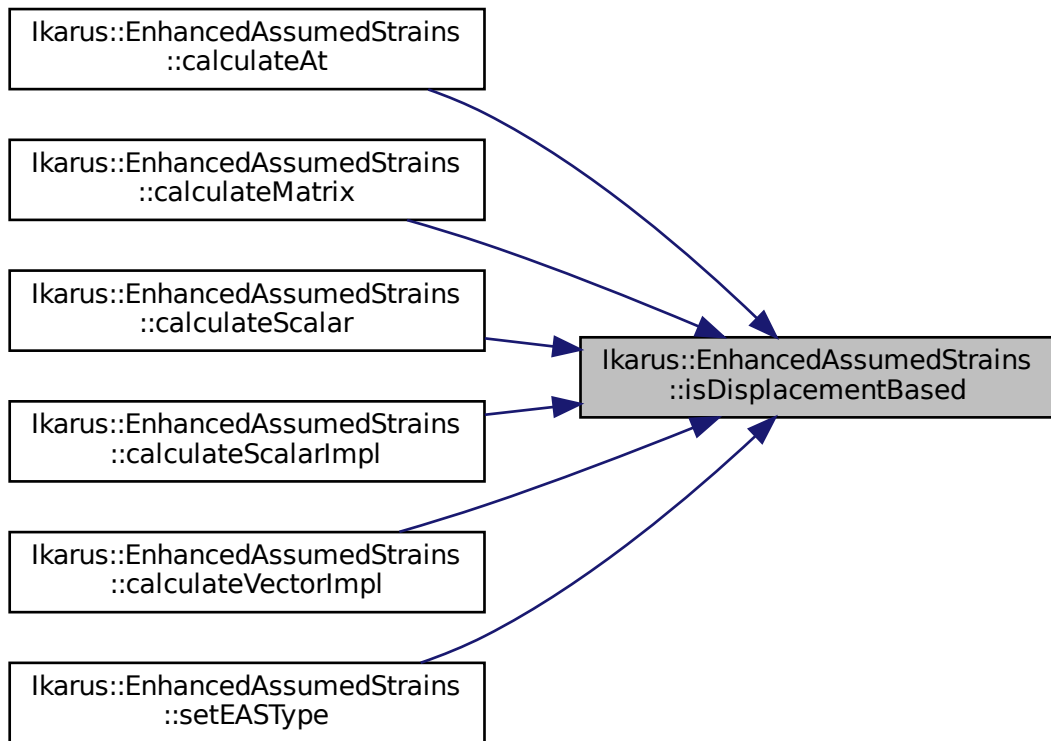 Ikarus::EnhancedAssumedStrains
::calculateAt
Ikarus::EnhancedAssumedStrains
::calculateMatrix
Ikarus::EnhancedAssumedStrains
::calculateScalar
Ikarus::EnhancedAssumedStrains
::isDisplacementBased
Ikarus::EnhancedAssumedStrains
::calculateScalarImpl
Ikarus::EnhancedAssumedStrains
::calculateVectorImpl
Ikarus::EnhancedAssumedStrains
::setEASType